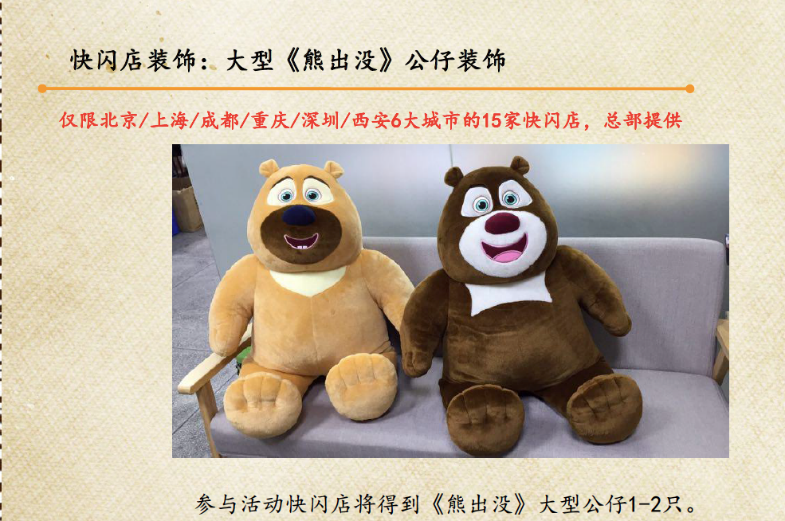 快闪店装饰：大型《熊出没》公仔装饰
仅限北京/上海/成都/重庆/深圳/西安6大城市的15家快闪店，总部提供
参与活动快闪店将得到《熊出没》大型公仔1-2只。